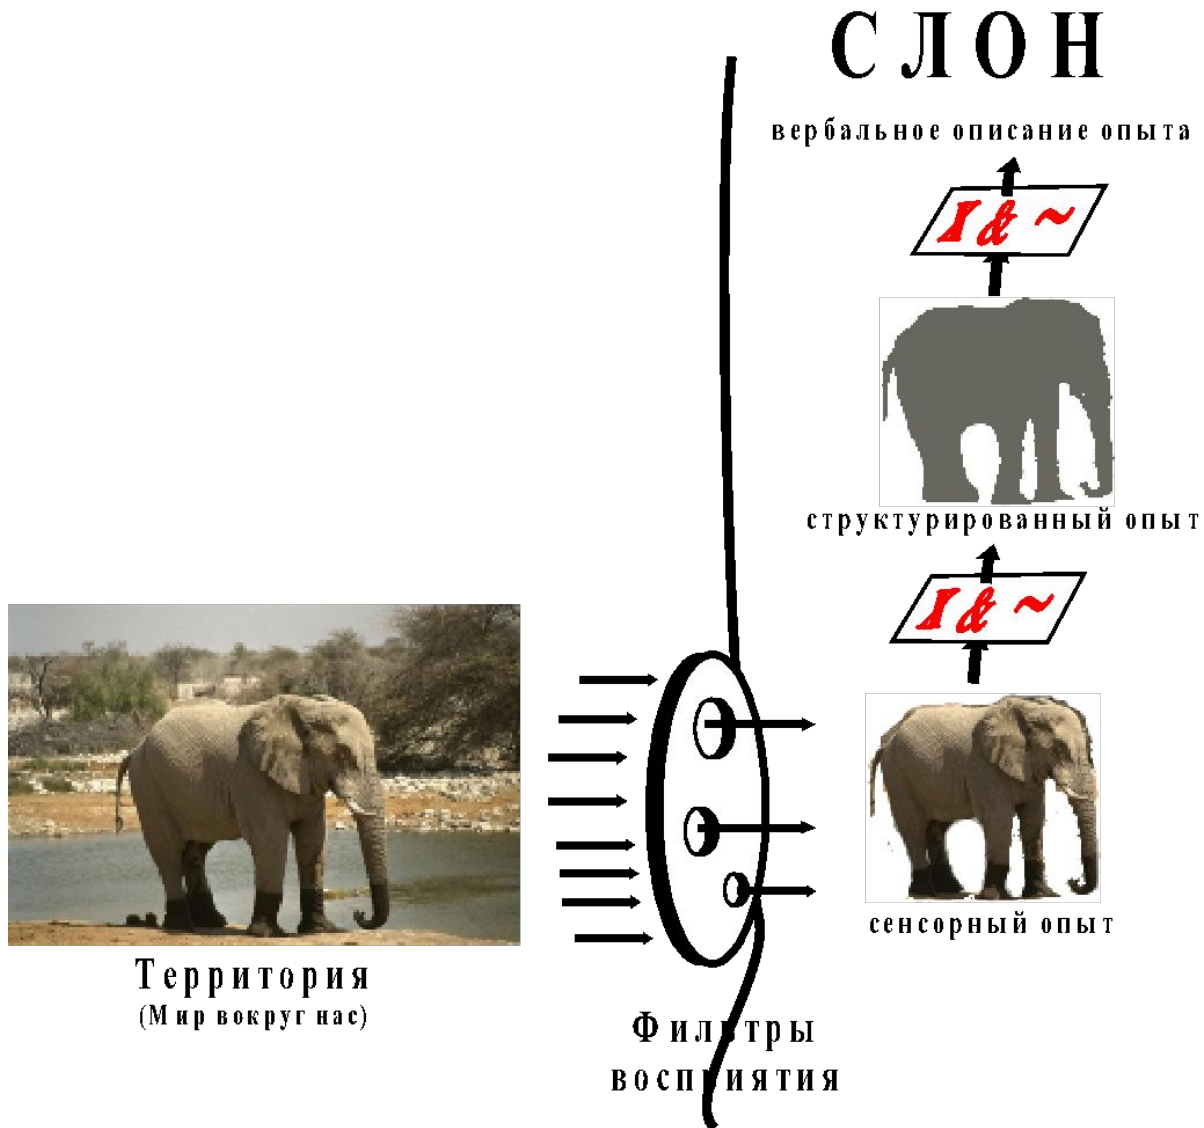 СЛОН
вербальное описание опыта
I & ~
структурированный опыт
I & ~
сенсорный опыт
Территория
(Мир вокруг нас)
Фильтры
восприятия